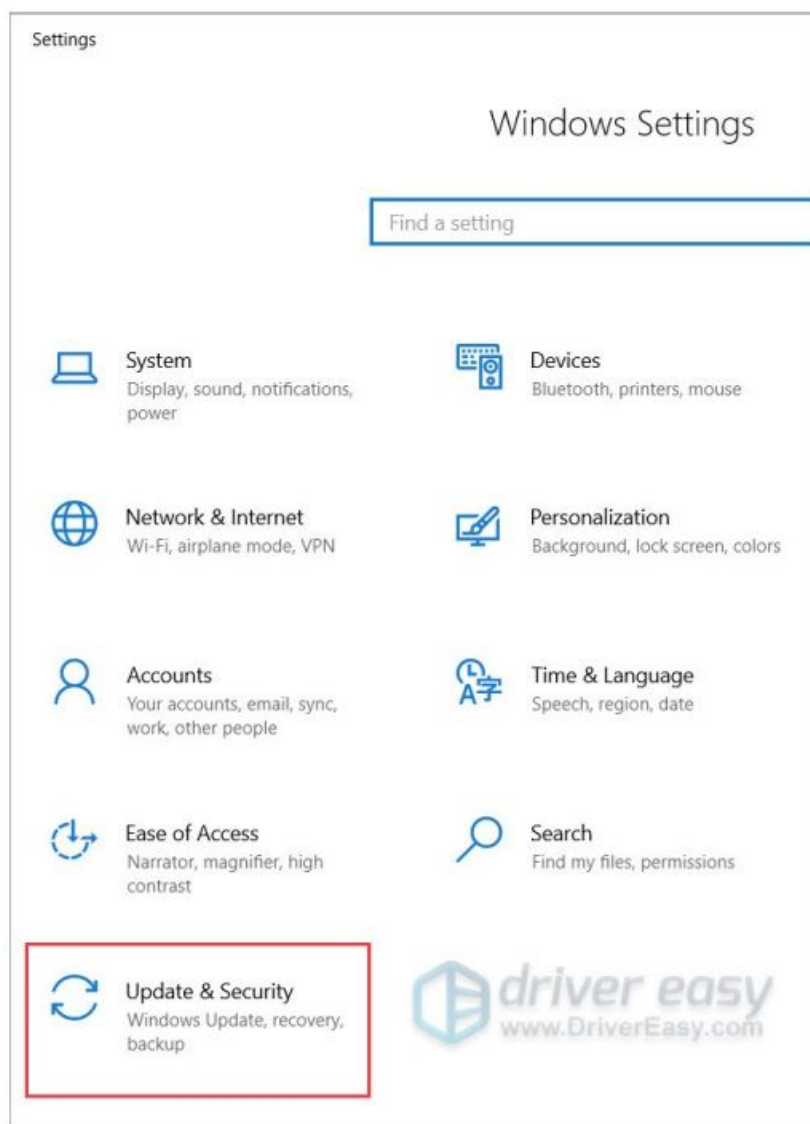 Settings
Windows Settings
Find a setting
System
Display, sound, notifications,
power
Devices
Bluetooth, printers, mouse
Network & Internet
Wi-Fi, airplane mode, VPN
Personalization
Background, lock screen, colors
Accounts
Your accounts, email, sync,
work, other people
Time & Language
Speech, region, date
Ease of Access
Narrator, magnifier, high
contrast
Search
Find my files, permissions
Update & Security
Windows Update, recovery,
backup
driver easy
www.DriverEasy.com